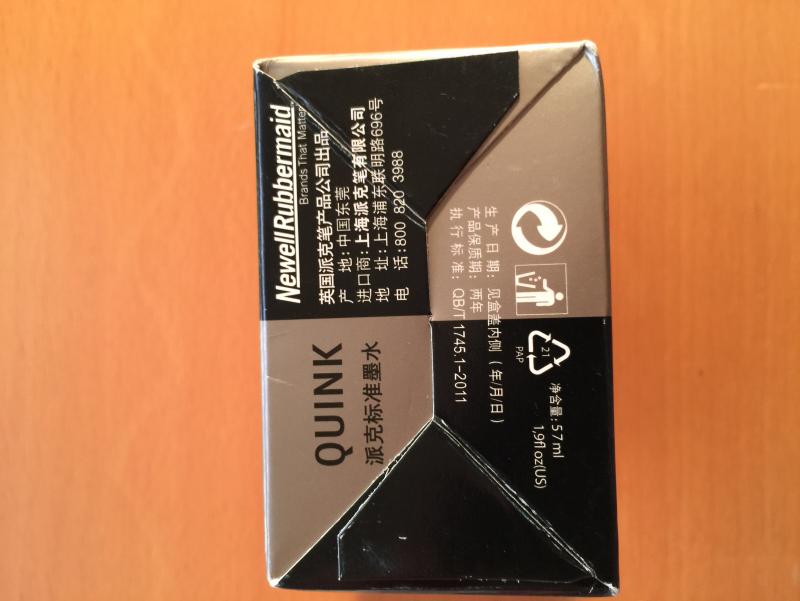 QUINK
派克标准墨水
NewellRubbermaid
Brands That Matter
英国派克笔产品公司出品
产 地: 中国东莞
进口商: 上海派克笔有限公司
地 址: 上海浦东联明路696号
电 话: 800 820 3988
生 产 日 期: 见盒盖内侧 ( 年/月/日 )
产品保质期: 两年
执 行 标 准: QB/T 1745.1-2011
21
PAP
净含量: 57 ml
1,9fl oz(US)